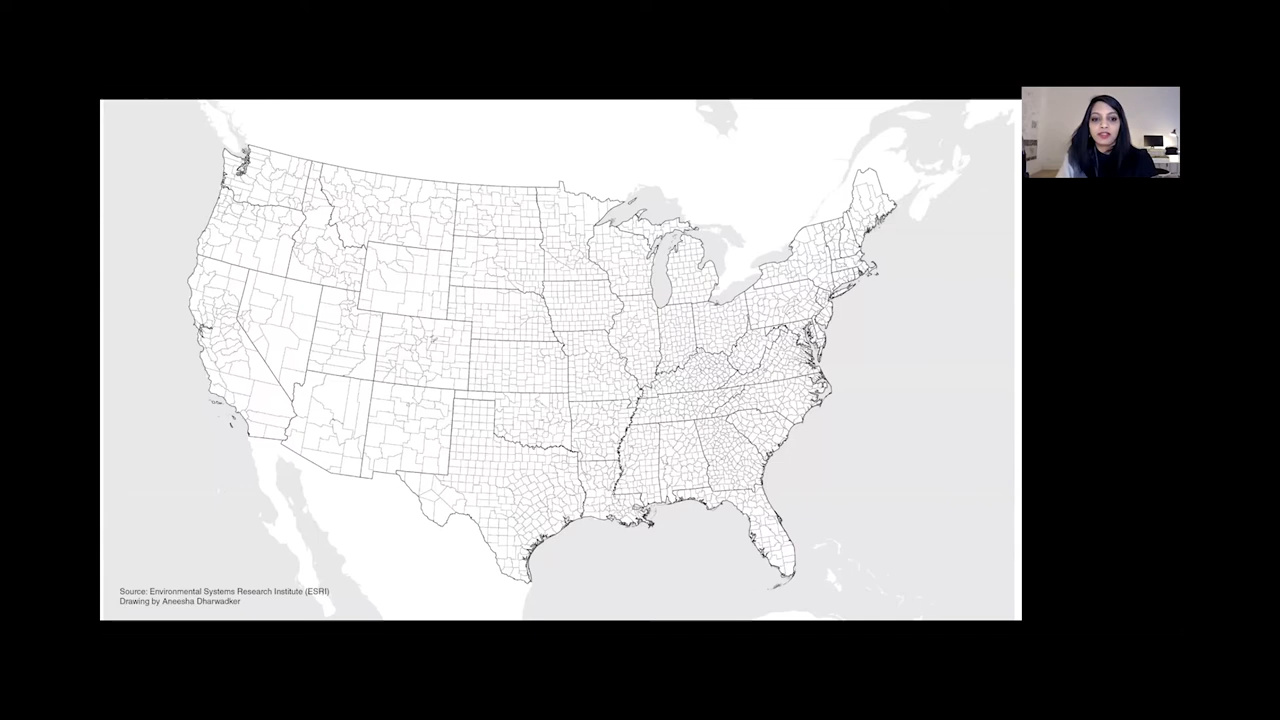 Source: Environmental Systems Research Institute (ESRI)
Drawing by Aneesha Dharwadker